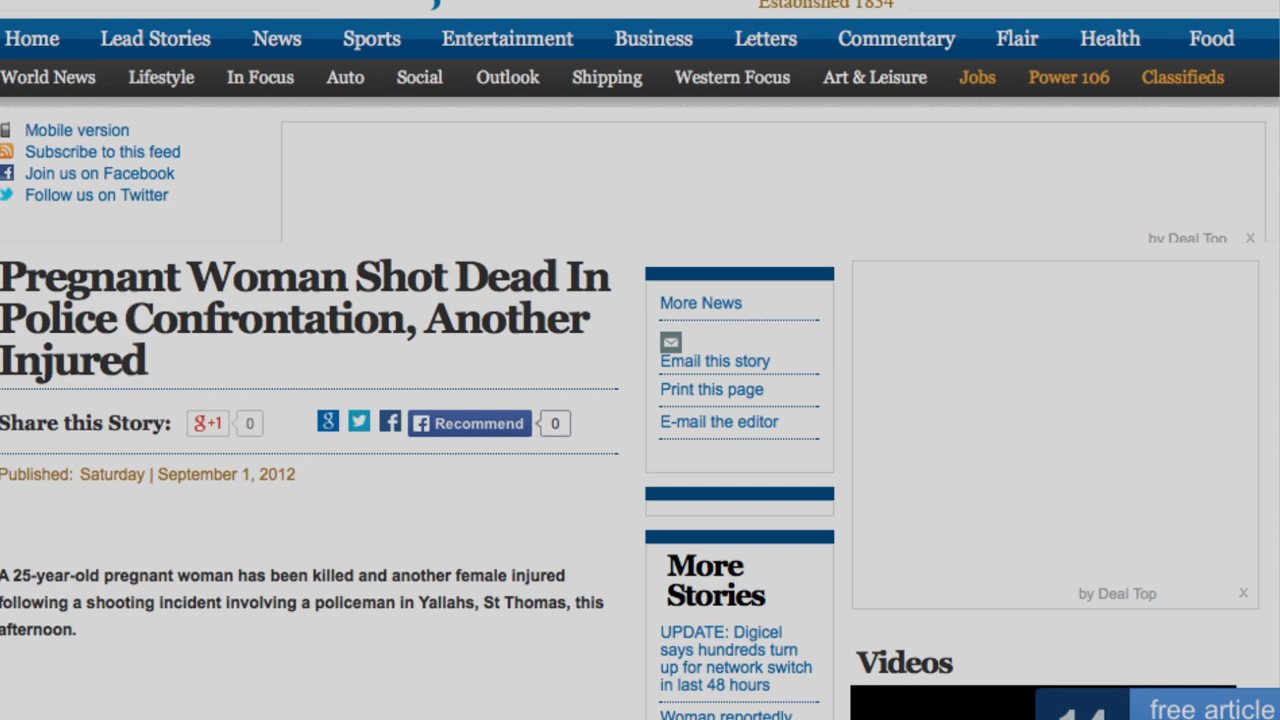 Established 1834
Home Lead Stories News Sports Entertainment Business Letters Commentary Flair Health Food
World News Lifestyle In Focus Auto Social Outlook Shipping Western Focus Art & Leisure Jobs Power 106 Classifieds
Mobile version
Subscribe to this feed
Join us on Facebook
Follow us on Twitter
by Deal Top X
Pregnant Woman Shot Dead In
Police Confrontation, Another
Injured
Share this Story: g+1 0 Recommend 0
Published: Saturday | September 1, 2012
A 25-year-old pregnant woman has been killed and another female injured
following a shooting incident involving a policeman in Yallahs, St Thomas, this
afternoon.
More News
Email this story
Print this page
E-mail the editor
More
Stories
UPDATE: Digicel
says hundreds turn
up for network switch
in last 48 hours
Woman reportedly
by Deal Top X
Videos
14 free article